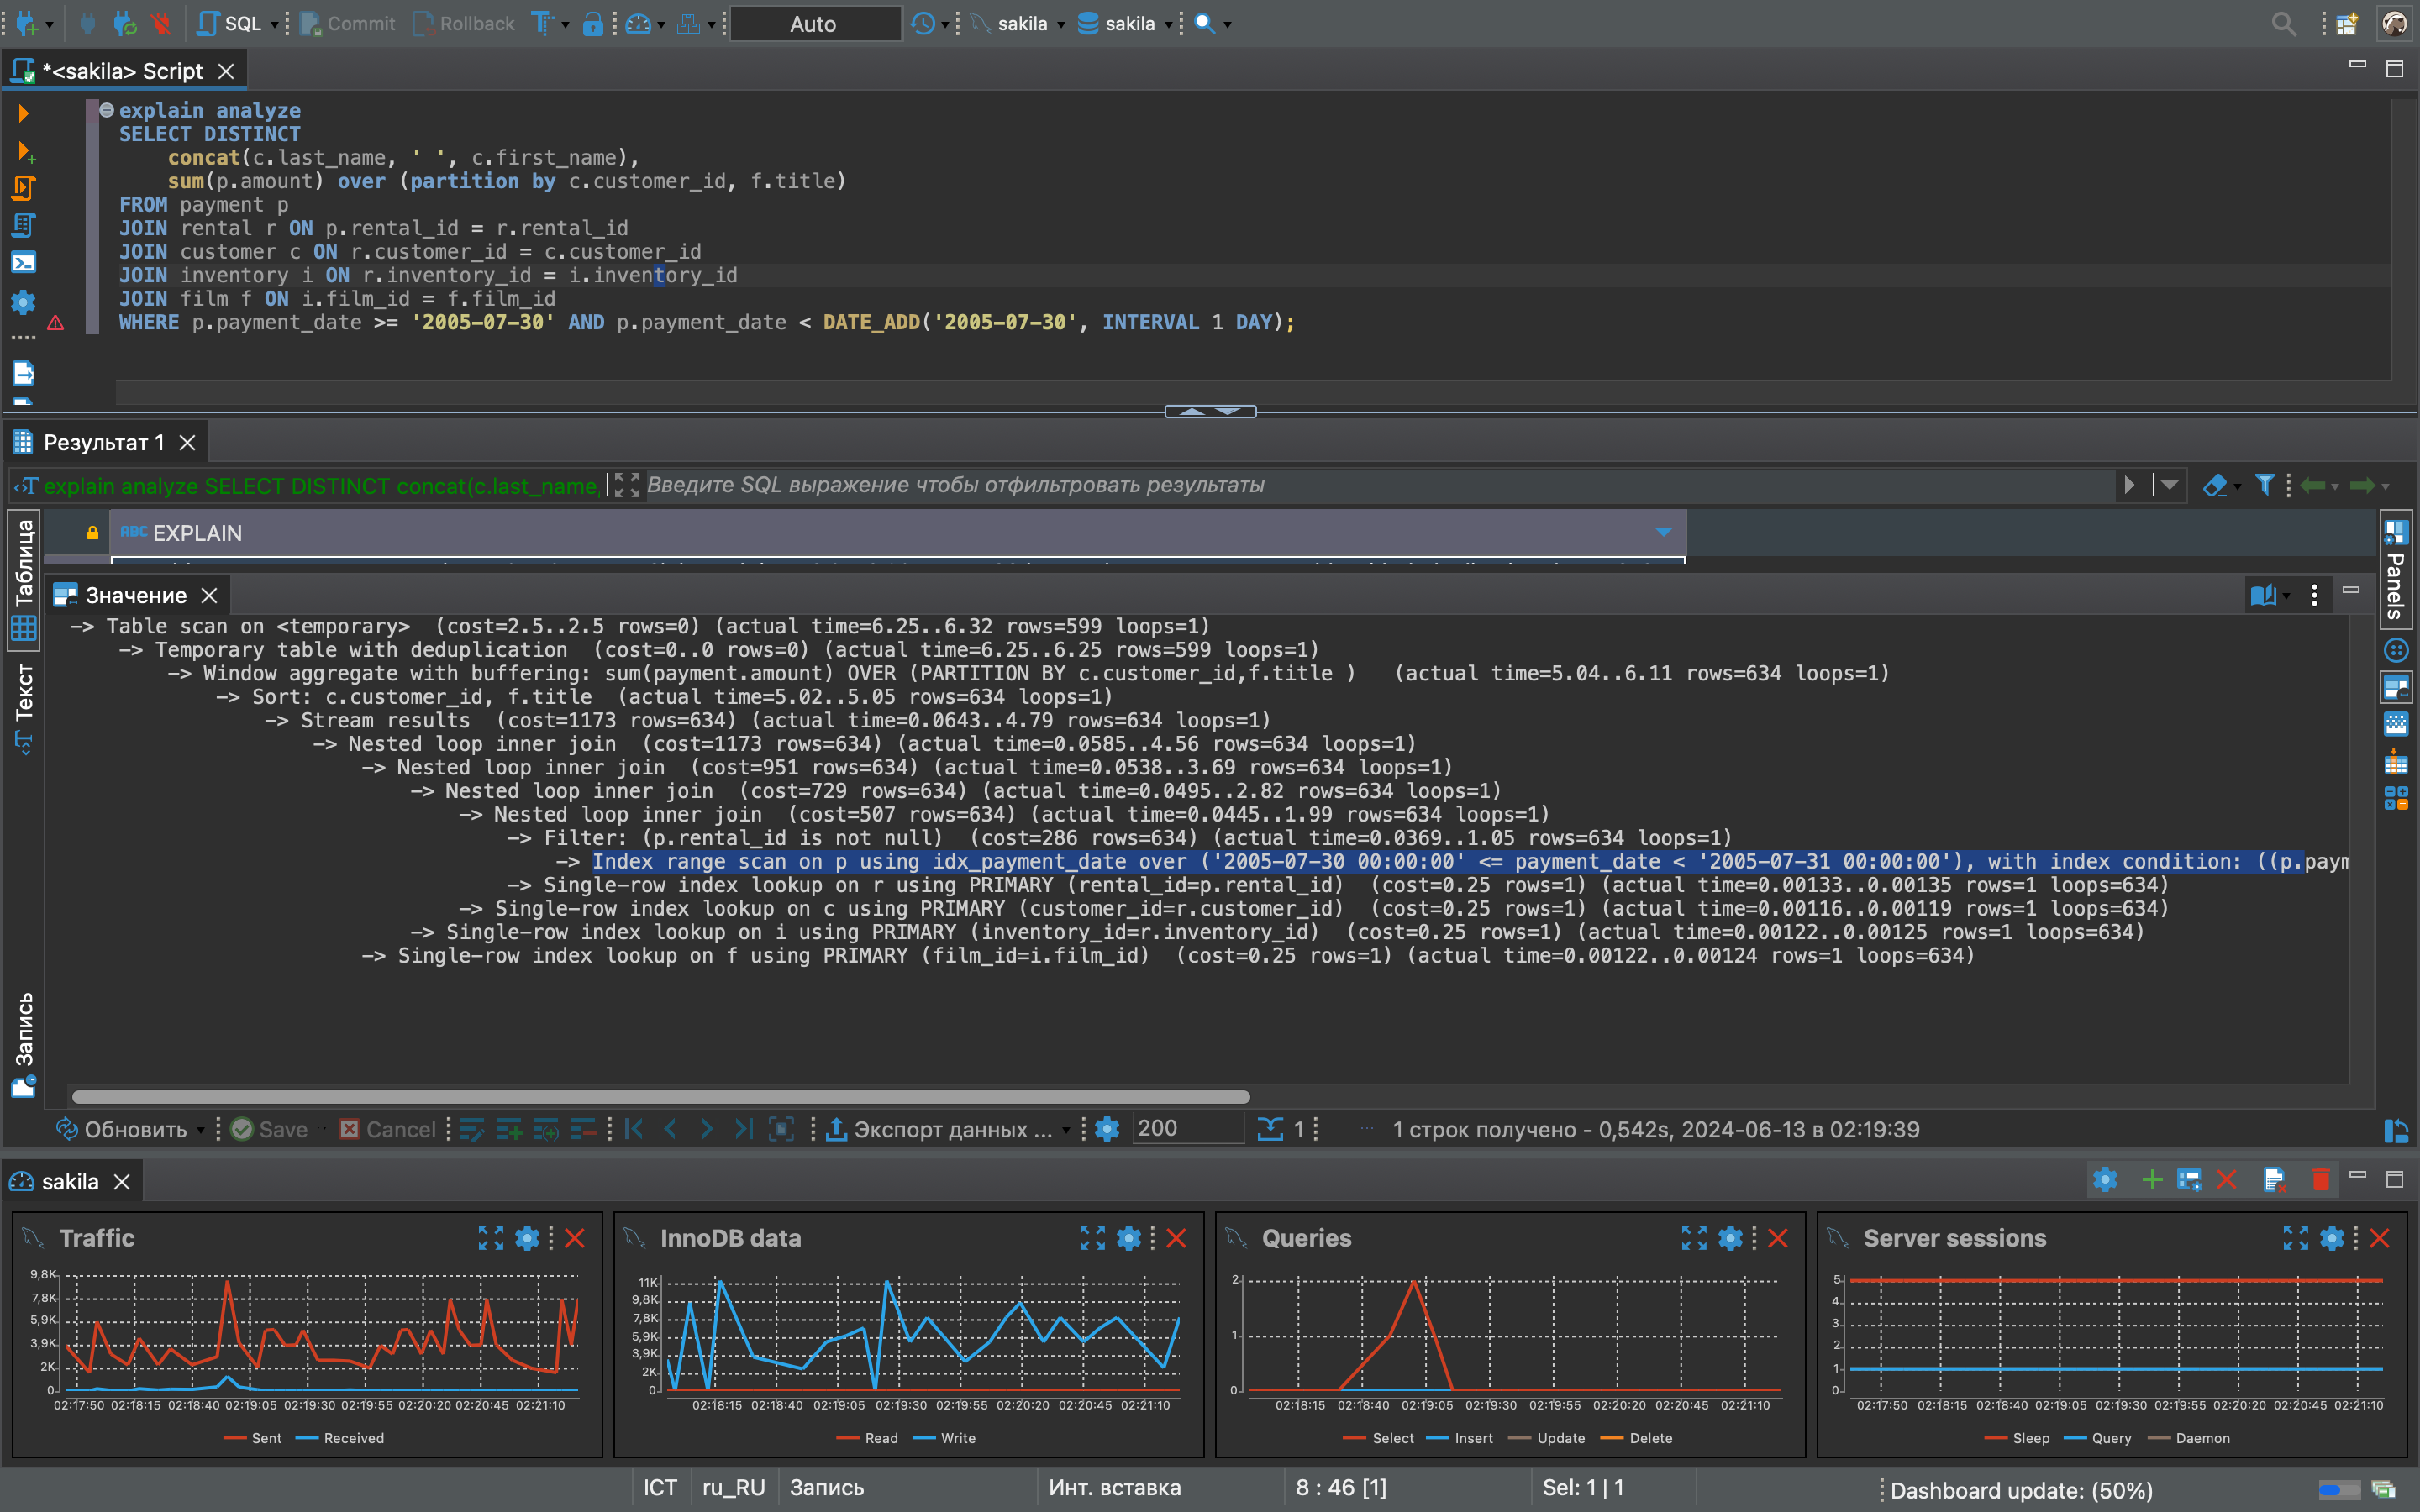 SQL Commit Rollback Auto sakila sakila
*<sakila> Script
explain analyze
SELECT DISTINCT
concat(c.last_name, ' ', c.first_name),
sum(p.amount) over (partition by c.customer_id, f.title)
FROM payment p
JOIN rental r ON p.rental_id = r.rental_id
JOIN customer c ON r.customer_id = c.customer_id
JOIN inventory i ON r.inventory_id = i.inventory_id
JOIN film f ON i.film_id = f.film_id
WHERE p.payment_date >= '2005-07-30' AND p.payment_date < DATE_ADD('2005-07-30', INTERVAL 1 DAY);
Результат 1
explain analyze SELECT DISTINCT concat(c.last_name, Введите SQL выражение чтобы отфильтровать результаты
Таблица
Текст
Запись
Panels
ABC EXPLAIN
Значение
-> Table scan on <temporary> (cost=2.5..2.5 rows=0) (actual time=6.25..6.32 rows=599 loops=1)
-> Temporary table with deduplication (cost=0..0 rows=0) (actual time=6.25..6.25 rows=599 loops=1)
-> Window aggregate with buffering: sum(payment.amount) OVER (PARTITION BY c.customer_id,f.title ) (actual time=5.04..6.11 rows=634 loops=1)
-> Sort: c.customer_id, f.title (actual time=5.02..5.05 rows=634 loops=1)
-> Stream results (cost=1173 rows=634) (actual time=0.0643..4.79 rows=634 loops=1)
-> Nested loop inner join (cost=1173 rows=634) (actual time=0.0585..4.56 rows=634 loops=1)
-> Nested loop inner join (cost=951 rows=634) (actual time=0.0538..3.69 rows=634 loops=1)
-> Nested loop inner join (cost=729 rows=634) (actual time=0.0495..2.82 rows=634 loops=1)
-> Nested loop inner join (cost=507 rows=634) (actual time=0.0445..1.99 rows=634 loops=1)
-> Filter: (p.rental_id is not null) (cost=286 rows=634) (actual time=0.0369..1.05 rows=634 loops=1)
-> Index range scan on p using idx_payment_date over ('2005-07-30 00:00:00' <= payment_date < '2005-07-31 00:00:00'), with index condition: ((p.paym
-> Single-row index lookup on r using PRIMARY (rental_id=p.rental_id) (cost=0.25 rows=1) (actual time=0.00133..0.00135 rows=1 loops=634)
-> Single-row index lookup on c using PRIMARY (customer_id=r.customer_id) (cost=0.25 rows=1) (actual time=0.00116..0.00119 rows=1 loops=634)
-> Single-row index lookup on i using PRIMARY (inventory_id=r.inventory_id) (cost=0.25 rows=1) (actual time=0.00122..0.00125 rows=1 loops=634)
-> Single-row index lookup on f using PRIMARY (film_id=i.film_id) (cost=0.25 rows=1) (actual time=0.00122..0.00124 rows=1 loops=634)
Обновить Save Cancel Экспорт данных ... 200 1 1 строк получено - 0,542s, 2024-06-13 в 02:19:39
sakila
Traffic
9,8K
7,8K
5,9K
3,9K
2K
0
02:17:50 02:18:15 02:18:40 02:19:05 02:19:30 02:19:55 02:20:20 02:20:45 02:21:10
Sent Received
InnoDB data
11K
9,8K
7,8K
5,9K
3,9K
2K
0
02:18:15 02:18:40 02:19:05 02:19:30 02:19:55 02:20:20 02:20:45 02:21:10
Read Write
Queries
2
1
0
02:18:15 02:18:40 02:19:05 02:19:30 02:19:55 02:20:20 02:20:45 02:21:10
Select Insert Update Delete
Server sessions
5
4
3
2
1
0
02:17:50 02:18:15 02:18:40 02:19:05 02:19:30 02:19:55 02:20:20 02:20:45 02:21:10
Sleep Query Daemon
ICT ru_RU Запись Инт. вставка 8 : 46 [1] Sel: 1 | 1 Dashboard update: (50%)